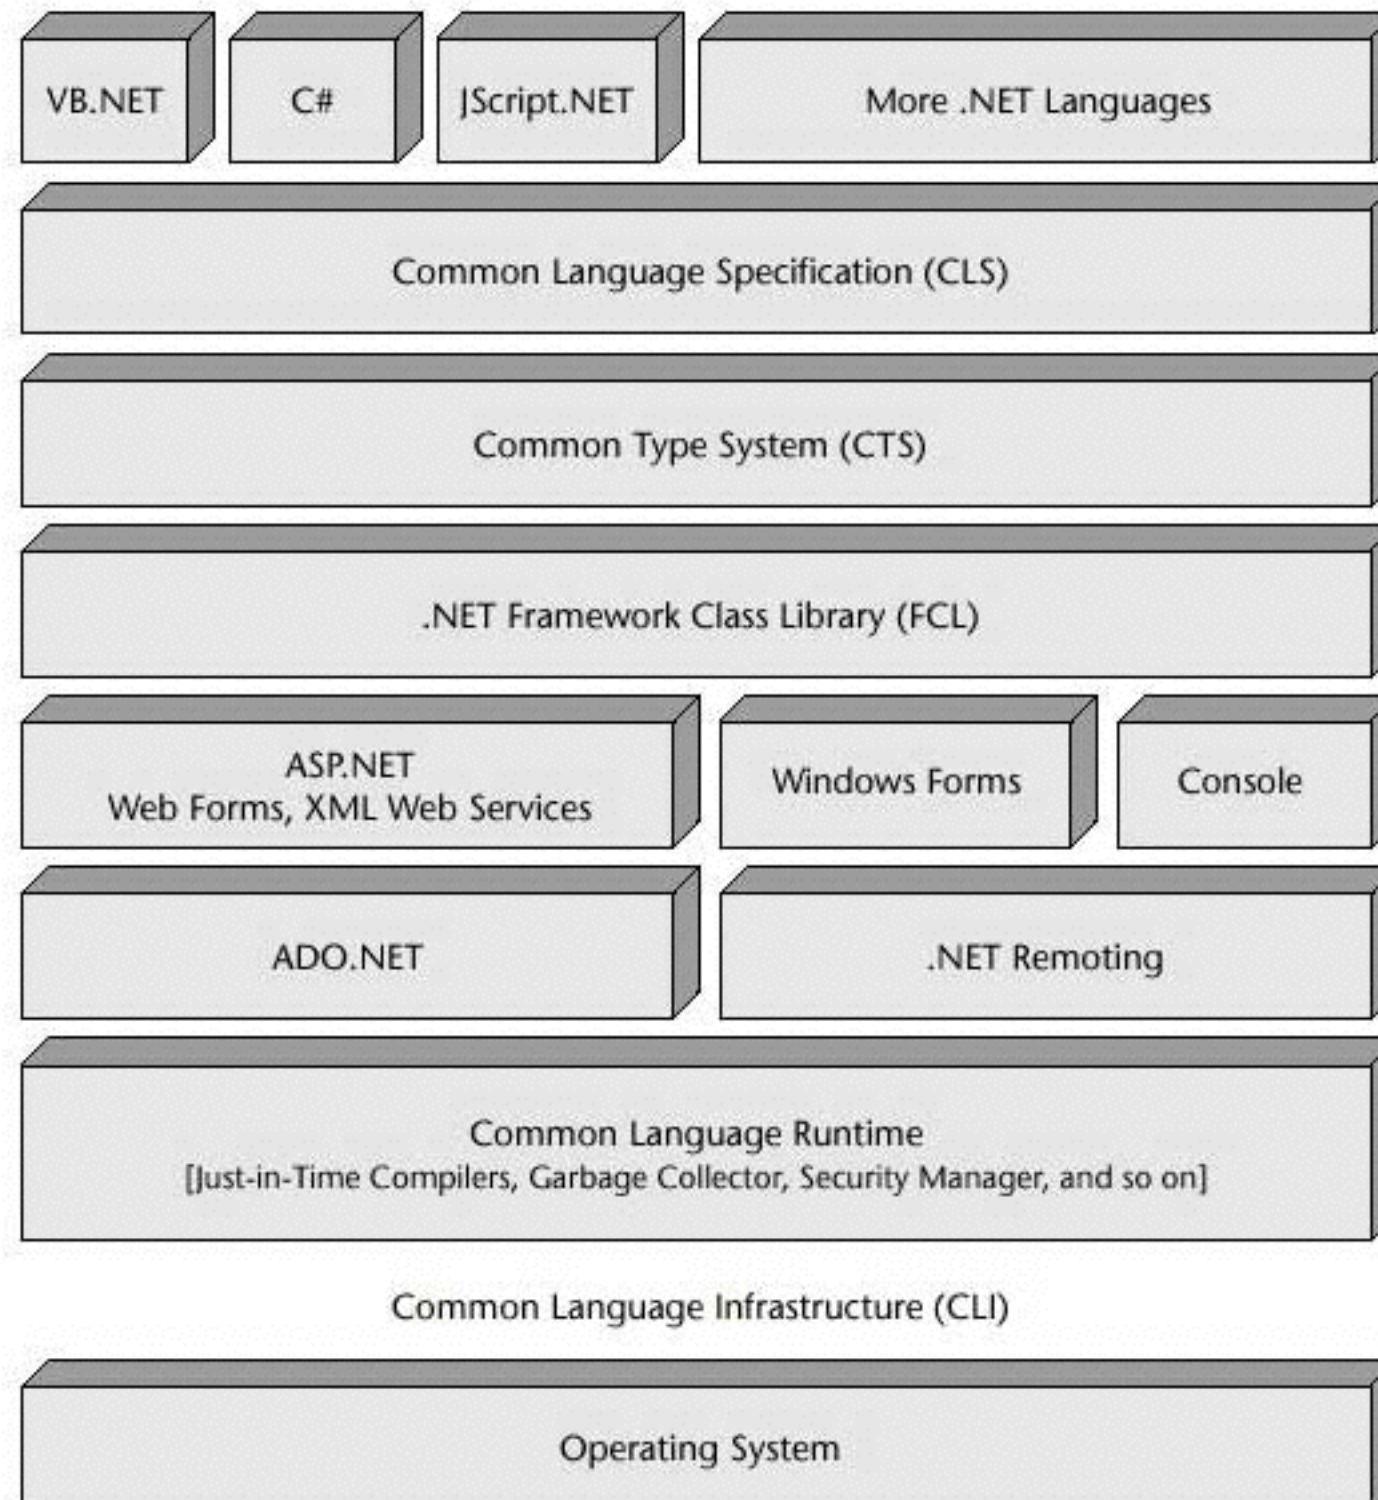 VB.NET
C#
JScript.NET
More .NET Languages
Common Language Specification (CLS)
Common Type System (CTS)
.NET Framework Class Library (FCL)
ASP.NET
Web Forms, XML Web Services
Windows Forms
Console
ADO.NET
.NET Remoting
Common Language Runtime
[Just-in-Time Compilers, Garbage Collector, Security Manager, and so on]
Common Language Infrastructure (CLI)
Operating System